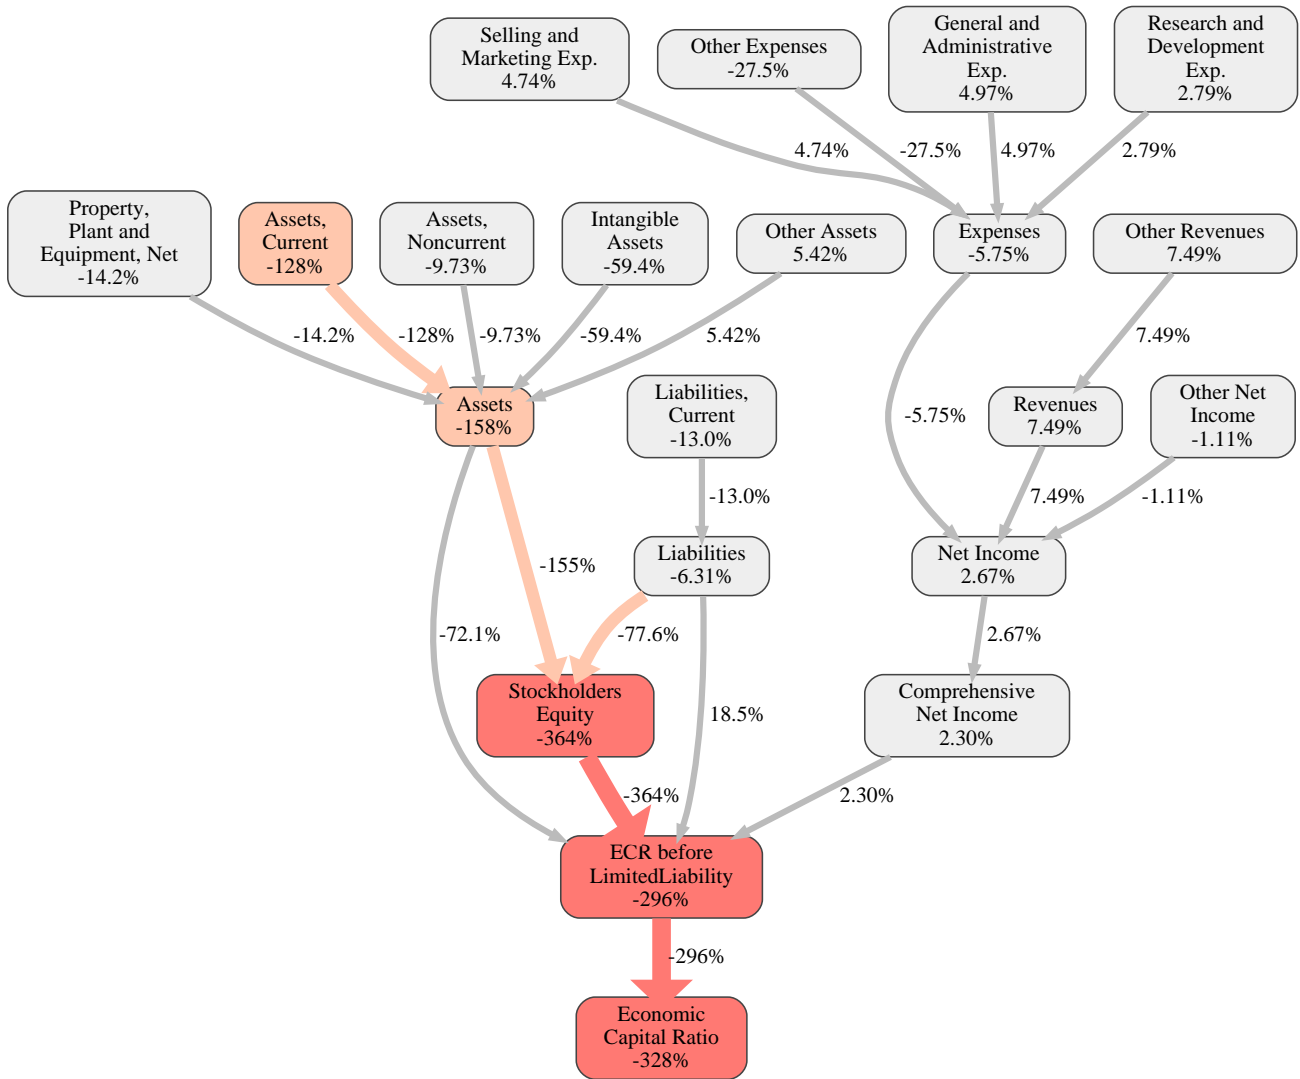 Selling and
Marketing Exp.
4.74%
Other Expenses
-27.5%
General and
Administrative
Exp.
4.97%
Research and
Development
Exp.
2.79%
4.74%
-27.5%
4.97%
2.79%
Property,
Plant and
Equipment, Net
-14.2%
Assets,
Current
-128%
Assets,
Noncurrent
-9.73%
Intangible
Assets
-59.4%
Other Assets
5.42%
Expenses
-5.75%
Other Revenues
7.49%
-14.2%
-128%
-9.73%
-59.4%
5.42%
7.49%
Assets
-158%
Liabilities,
Current
-13.0%
-5.75%
Revenues
7.49%
Other Net
Income
-1.11%
-13.0%
7.49%
-1.11%
-155%
Liabilities
-6.31%
Net Income
2.67%
-72.1%
-77.6%
2.67%
Stockholders
Equity
-364%
18.5%
Comprehensive
Net Income
2.30%
-364%
2.30%
ECR before
LimitedLiability
-296%
-296%
Economic
Capital Ratio
-328%